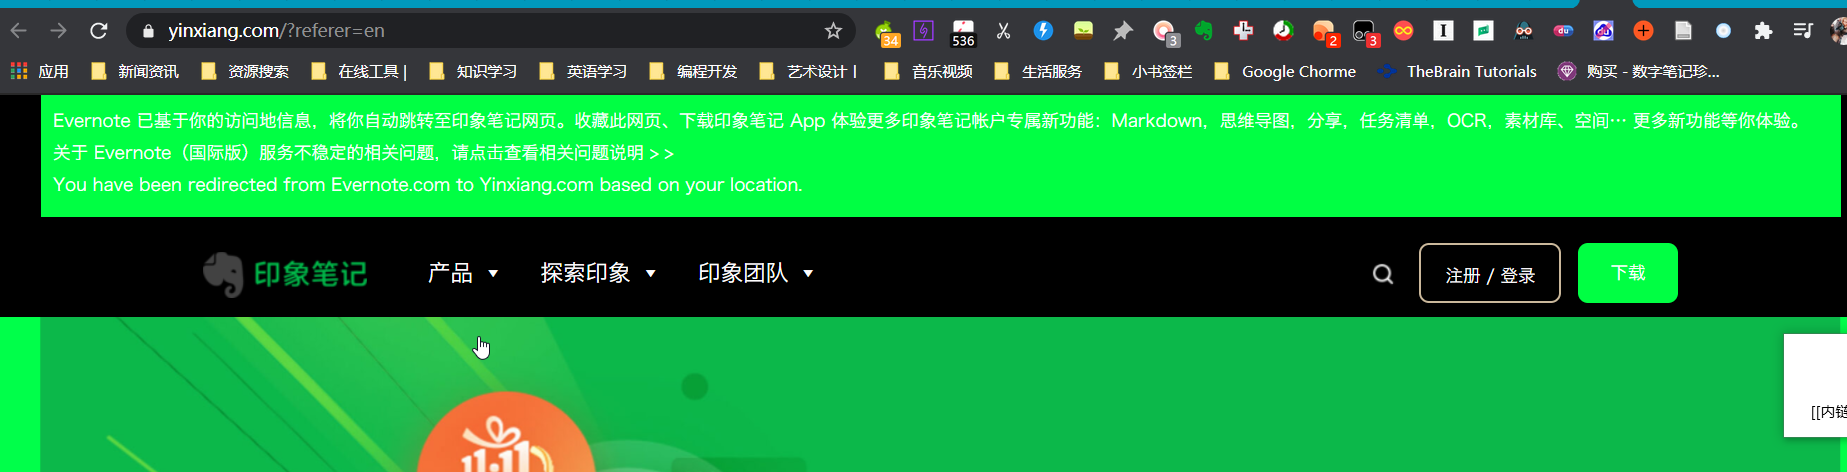 yinxiang.com/?referer=en
34 536 3 2 3
应用 新闻资讯 资源搜索 在线工具 | 知识学习 英语学习 编程开发 艺术设计 | 音乐视频 生活服务 小书签栏 Google Chorme TheBrain Tutorials 购买 - 数字笔记珍...
Evernote 已基于你的访问地信息，将你自动跳转至印象笔记网页。收藏此网页、下载印象笔记 App 体验更多印象笔记帐户专属新功能：Markdown，思维导图，分享，任务清单，OCR，素材库、空间… 更多新功能等你体验。
关于 Evernote（国际版）服务不稳定的相关问题，请点击查看相关问题说明 > >
You have been redirected from Evernote.com to Yinxiang.com based on your location.
印象笔记 产品 探索印象 印象团队 注册 / 登录 下载
[[内链
11.11